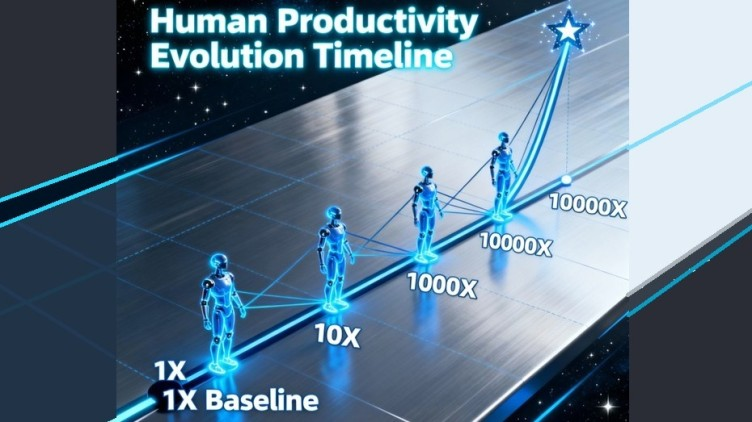 Human Productivity
Evolution Timeline
10000X
10000X
1000X
10X
1X
1X Baseline